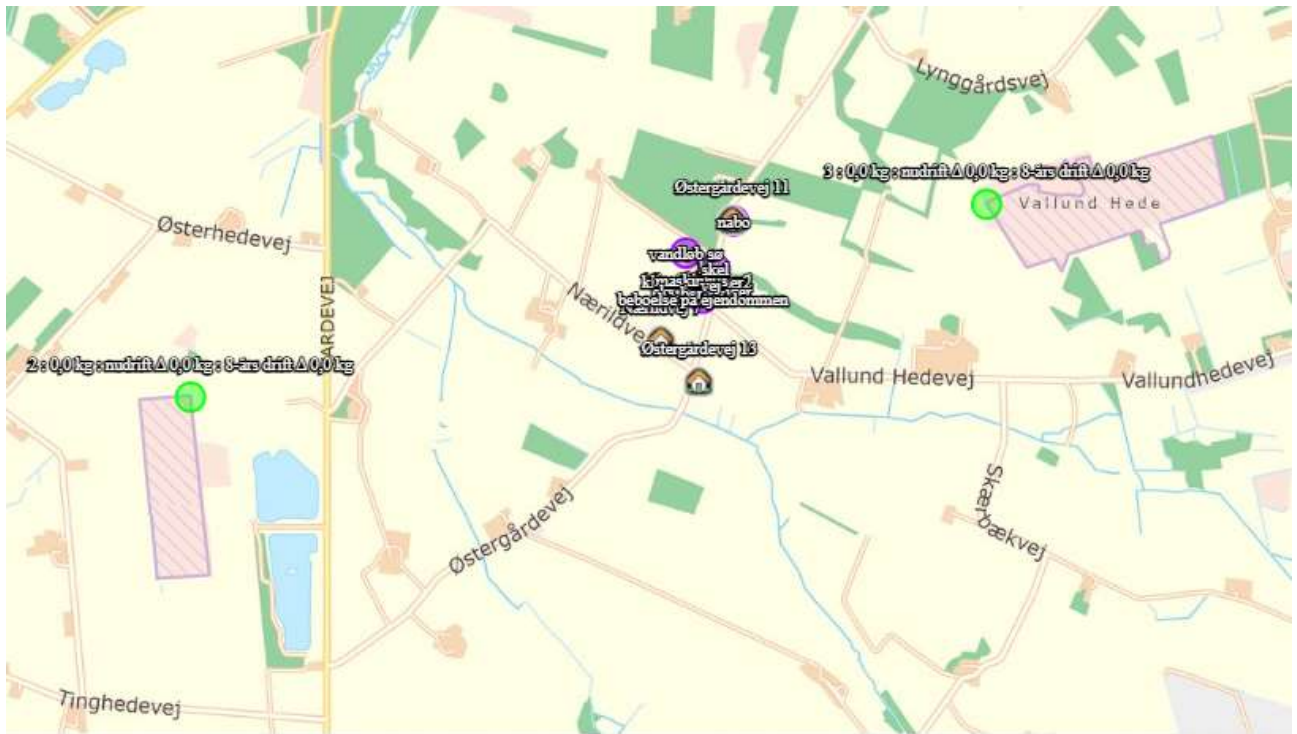 Lynggårdsvej
3 : 0,0 kg : nudrift Δ 0,0 kg : 8-års drift Δ 0,0 kg
Østergårdevej 11
Vallund Hede
nabo
Østerhedevej
vandløb sø
skel
vej
beboelse på ejendommen
Nærildvej
ARDEVEJ
Østergårdevej 13
2 : 0,0 kg : nudrift Δ 0,0 kg : 8-års drift Δ 0,0 kg
Vallund Hedevej
Vallundhedevej
Skærbækvej
Østergårdevej
Tinghedevej